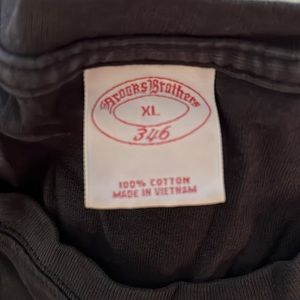 Brooks Brothers
XL
346
100% COTTON
MADE IN VIETNAM